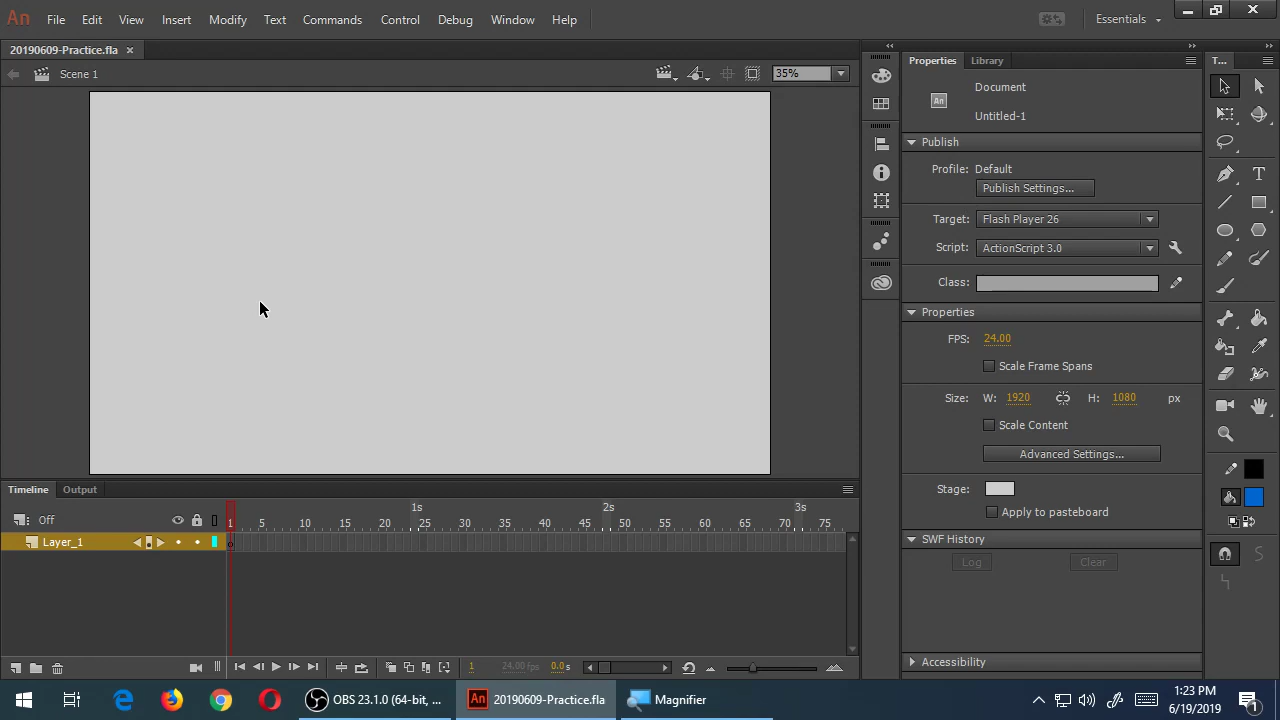 An File Edit View Insert Modify Text Commands Control Debug Window Help Essentials
20190609-Practice.fla
Scene 1 35%
Properties Library T...
An Document
Untitled-1
Publish
Profile: Default
Publish Settings...
Target: Flash Player 26
Script: ActionScript 3.0
Class:
Properties
FPS: 24.00
Scale Frame Spans
Size: W: 1920 H: 1080 px
Scale Content
Advanced Settings...
Stage:
Apply to pasteboard
SWF History
Log Clear
Accessibility
Timeline Output
1s 2s 3s
Off 1 5 10 15 20 25 30 35 40 45 50 55 60 65 70 75
Layer_1
1 24.00 fps 0.0 s
OBS 23.1.0 (64-bit, ... An 20190609-Practice.fla Magnifier
1:23 PM
6/19/2019
1